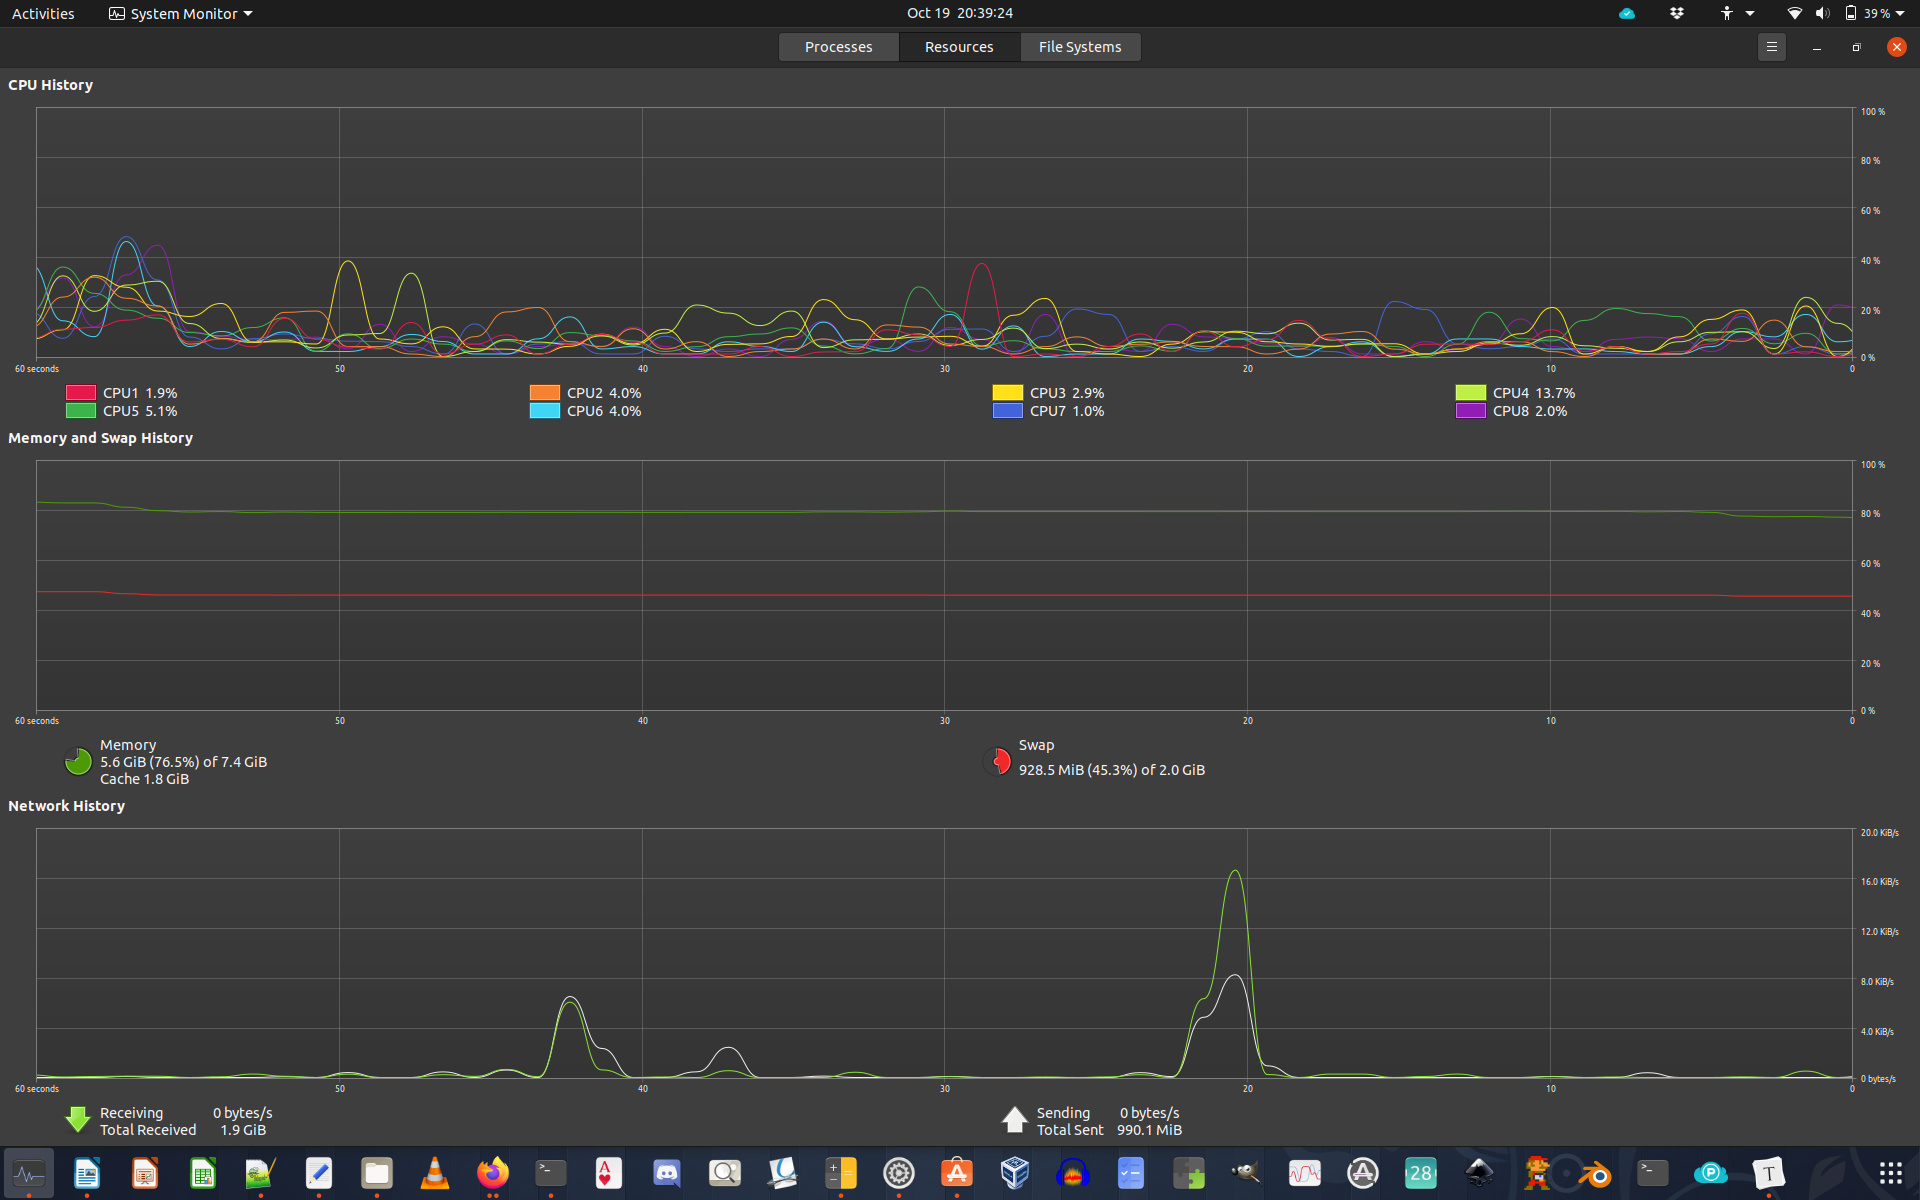 Activities System Monitor Oct 19 20:39:24 39 %
Processes Resources File Systems
CPU History
100 %
80 %
60 %
40 %
20 %
0 %
60 seconds 50 40 30 20 10 0
CPU1 1.9% CPU2 4.0% CPU3 2.9% CPU4 13.7%
CPU5 5.1% CPU6 4.0% CPU7 1.0% CPU8 2.0%
Memory and Swap History
100 %
80 %
60 %
40 %
20 %
0 %
60 seconds 50 40 30 20 10 0
Memory Swap
5.6 GiB (76.5%) of 7.4 GiB 928.5 MiB (45.3%) of 2.0 GiB
Cache 1.8 GiB
Network History
20.0 KiB/s
16.0 KiB/s
12.0 KiB/s
8.0 KiB/s
4.0 KiB/s
0 bytes/s
60 seconds 50 40 30 20 10 0
Receiving 0 bytes/s Sending 0 bytes/s
Total Received 1.9 GiB Total Sent 990.1 MiB
A 28 P T